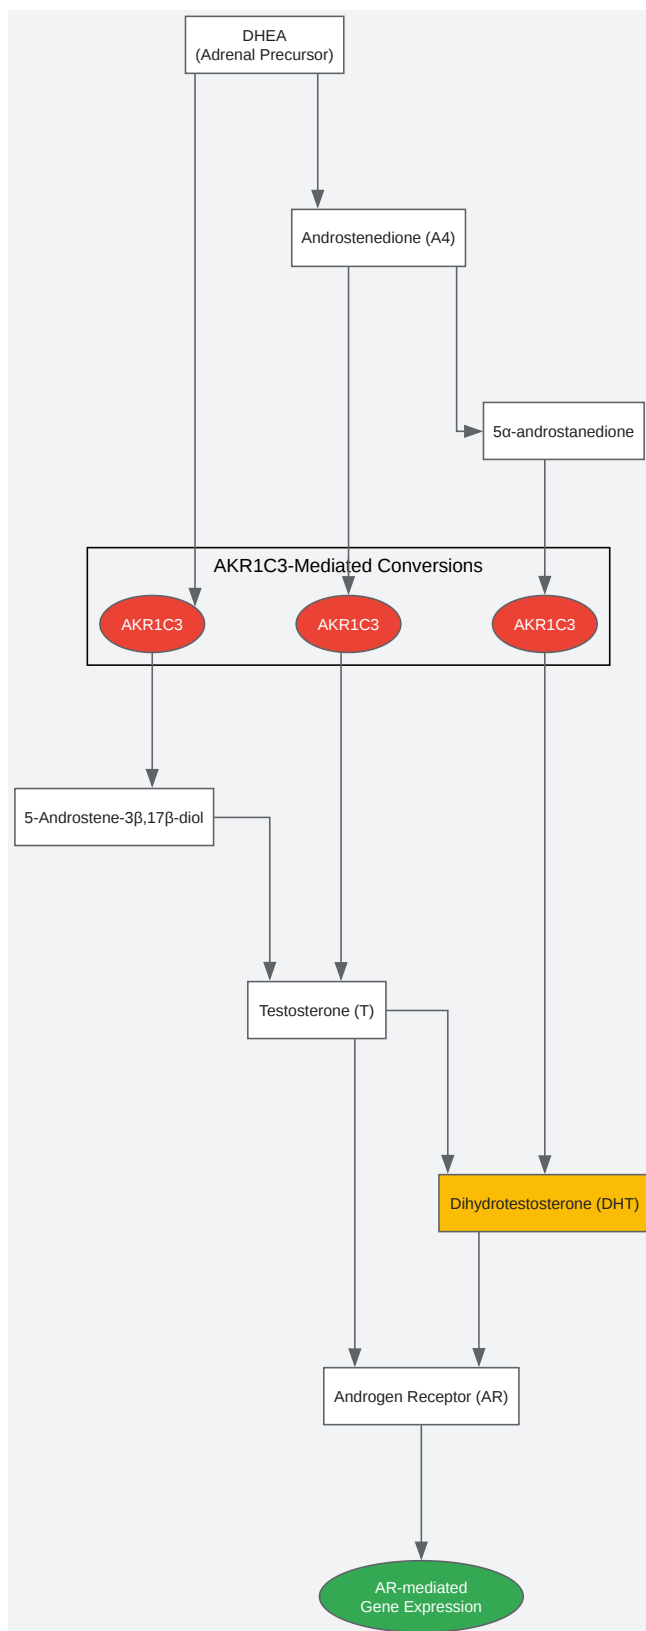 DHEA
(Adrenal Precursor)
Androstenedione (A4)
5α-androstanedione
AKR1C3-Mediated Conversions
AKR1C3
AKR1C3
AKR1C3
5-Androstene-3β,17β-diol
Testosterone (T)
Dihydrotestosterone (DHT)
Androgen Receptor (AR)
AR-mediated
Gene Expression